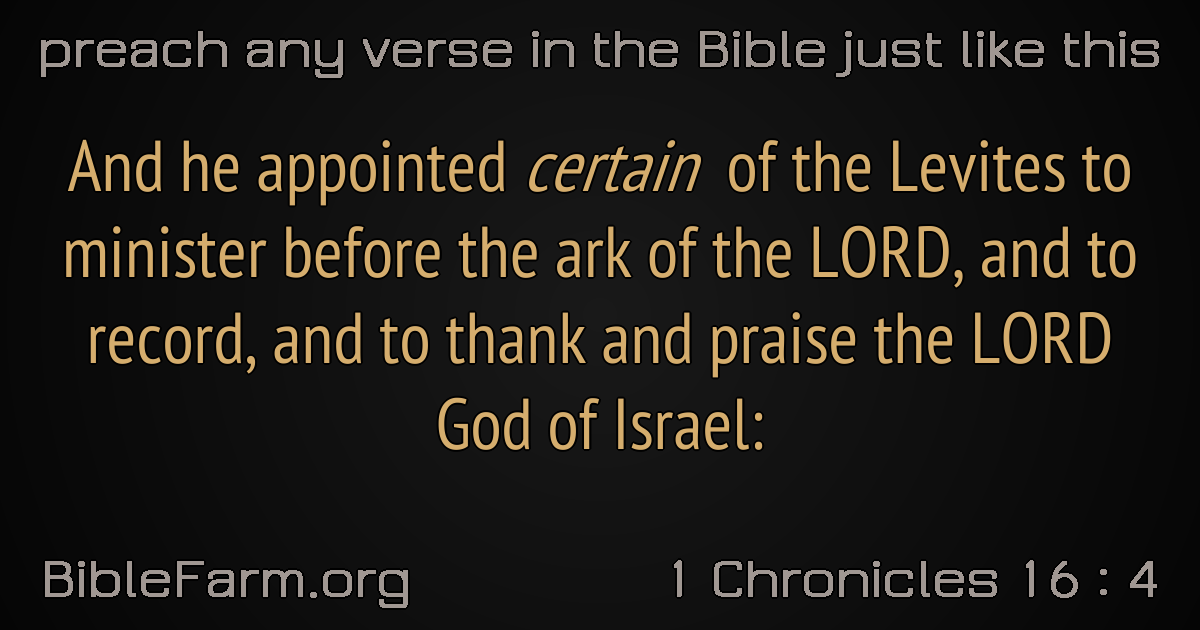 preach any verse in the Bible just like this
And he appointed certain of the Levites to
minister before the ark of the LORD, and to
record, and to thank and praise the LORD
God of Israel:
BibleFarm.org
1 Chronicles 16 : 4